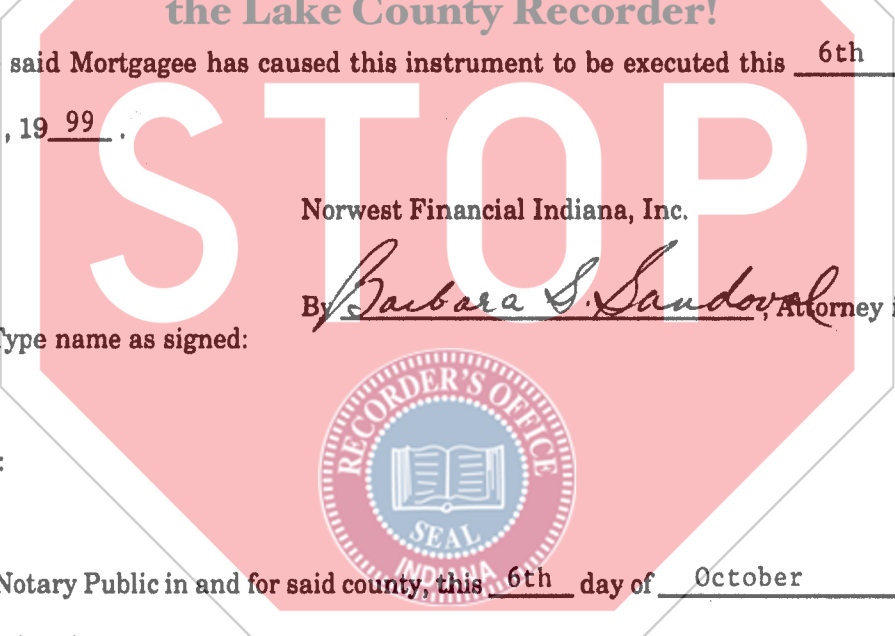 the Lake County Recorder!
said Mortgagee has caused this instrument to be executed this 6th
, 19 99 .
STOP
Norwest Financial Indiana, Inc.
By Barbara S. Sandoval, Attorney i
Type name as signed:
:
RECORDER'S OFFICE
SEAL
INDIANA
Notary Public in and for said county, this 6th day of October